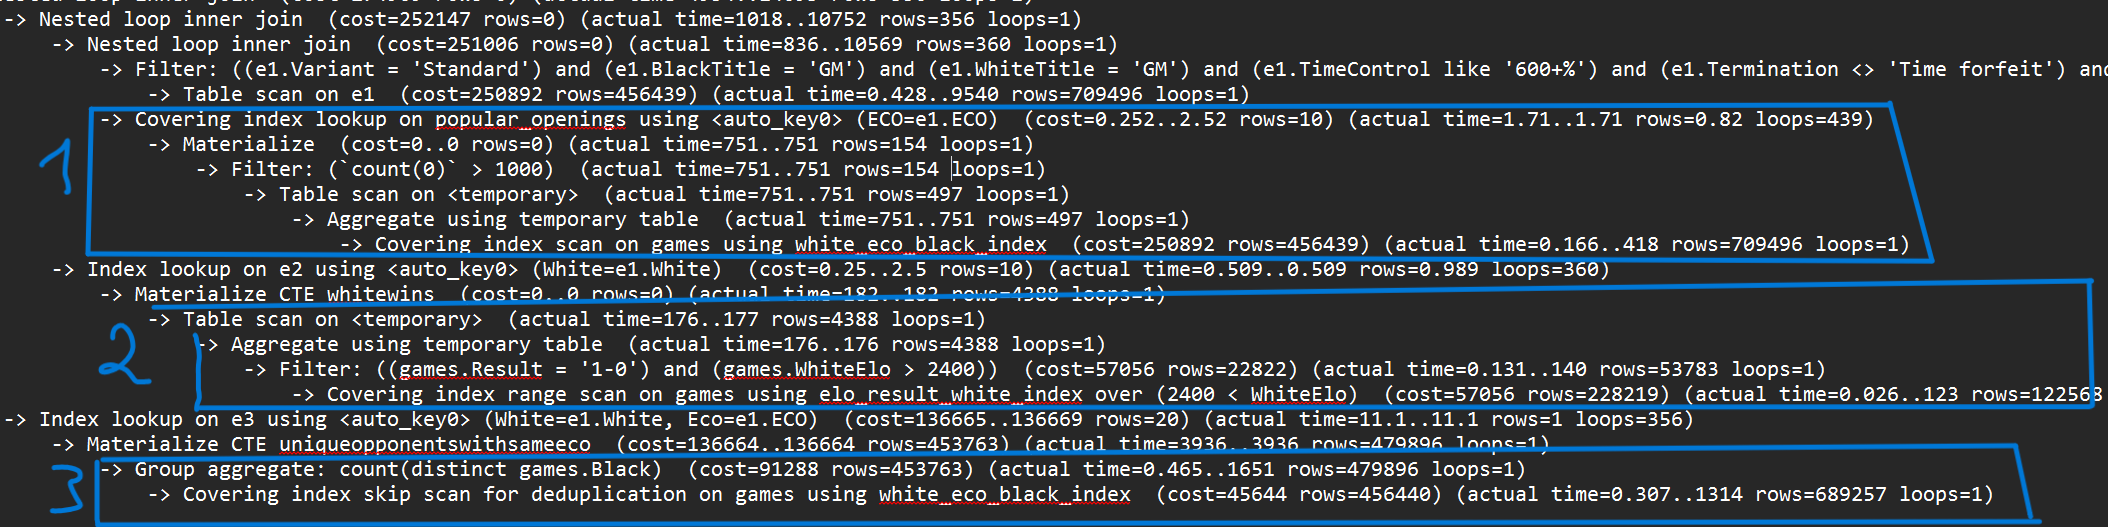 -> Nested loop inner join  (cost=252147 rows=0) (actual time=1018..10752 rows=356 loops=1)
-> Nested loop inner join  (cost=251006 rows=0) (actual time=836..10569 rows=360 loops=1)
-> Filter: ((e1.Variant = 'Standard') and (e1.BlackTitle = 'GM') and (e1.WhiteTitle = 'GM') and (e1.TimeControl like '600+%') and (e1.Termination <> 'Time forfeit') and
-> Table scan on e1  (cost=250892 rows=456439) (actual time=0.428..9540 rows=709496 loops=1)
-> Covering index lookup on popular_openings using <auto_key0> (ECO=e1.ECO)  (cost=0.252..2.52 rows=10) (actual time=1.71..1.71 rows=0.82 loops=439)
1
-> Materialize  (cost=0..0 rows=0) (actual time=751..751 rows=154 loops=1)
-> Filter: (`count(0)` > 1000)  (actual time=751..751 rows=154 loops=1)
-> Table scan on <temporary>  (actual time=751..751 rows=497 loops=1)
-> Aggregate using temporary table  (actual time=751..751 rows=497 loops=1)
-> Covering index scan on games using white_eco_black_index  (cost=250892 rows=456439) (actual time=0.166..418 rows=709496 loops=1)
-> Index lookup on e2 using <auto_key0> (White=e1.White)  (cost=0.25..2.5 rows=10) (actual time=0.509..0.509 rows=0.989 loops=360)
-> Materialize CTE whitewins  (cost=0..0 rows=0) (actual time=182..182 rows=4388 loops=1)
-> Table scan on <temporary>  (actual time=176..177 rows=4388 loops=1)
2
-> Aggregate using temporary table  (actual time=176..176 rows=4388 loops=1)
-> Filter: ((games.Result = '1-0') and (games.WhiteElo > 2400))  (cost=57056 rows=22822) (actual time=0.131..140 rows=53783 loops=1)
-> Covering index range scan on games using elo_result_white_index over (2400 < WhiteElo)  (cost=57056 rows=228219) (actual time=0.026..123 rows=122568
-> Index lookup on e3 using <auto_key0> (White=e1.White, Eco=e1.ECO)  (cost=136665..136669 rows=20) (actual time=11.1..11.1 rows=1 loops=356)
-> Materialize CTE uniqueopponentswithsameeco  (cost=136664..136664 rows=453763) (actual time=3936..3936 rows=479896 loops=1)
3
-> Group aggregate: count(distinct games.Black)  (cost=91288 rows=453763) (actual time=0.465..1651 rows=479896 loops=1)
-> Covering index skip scan for deduplication on games using white_eco_black_index  (cost=45644 rows=456440) (actual time=0.307..1314 rows=689257 loops=1)